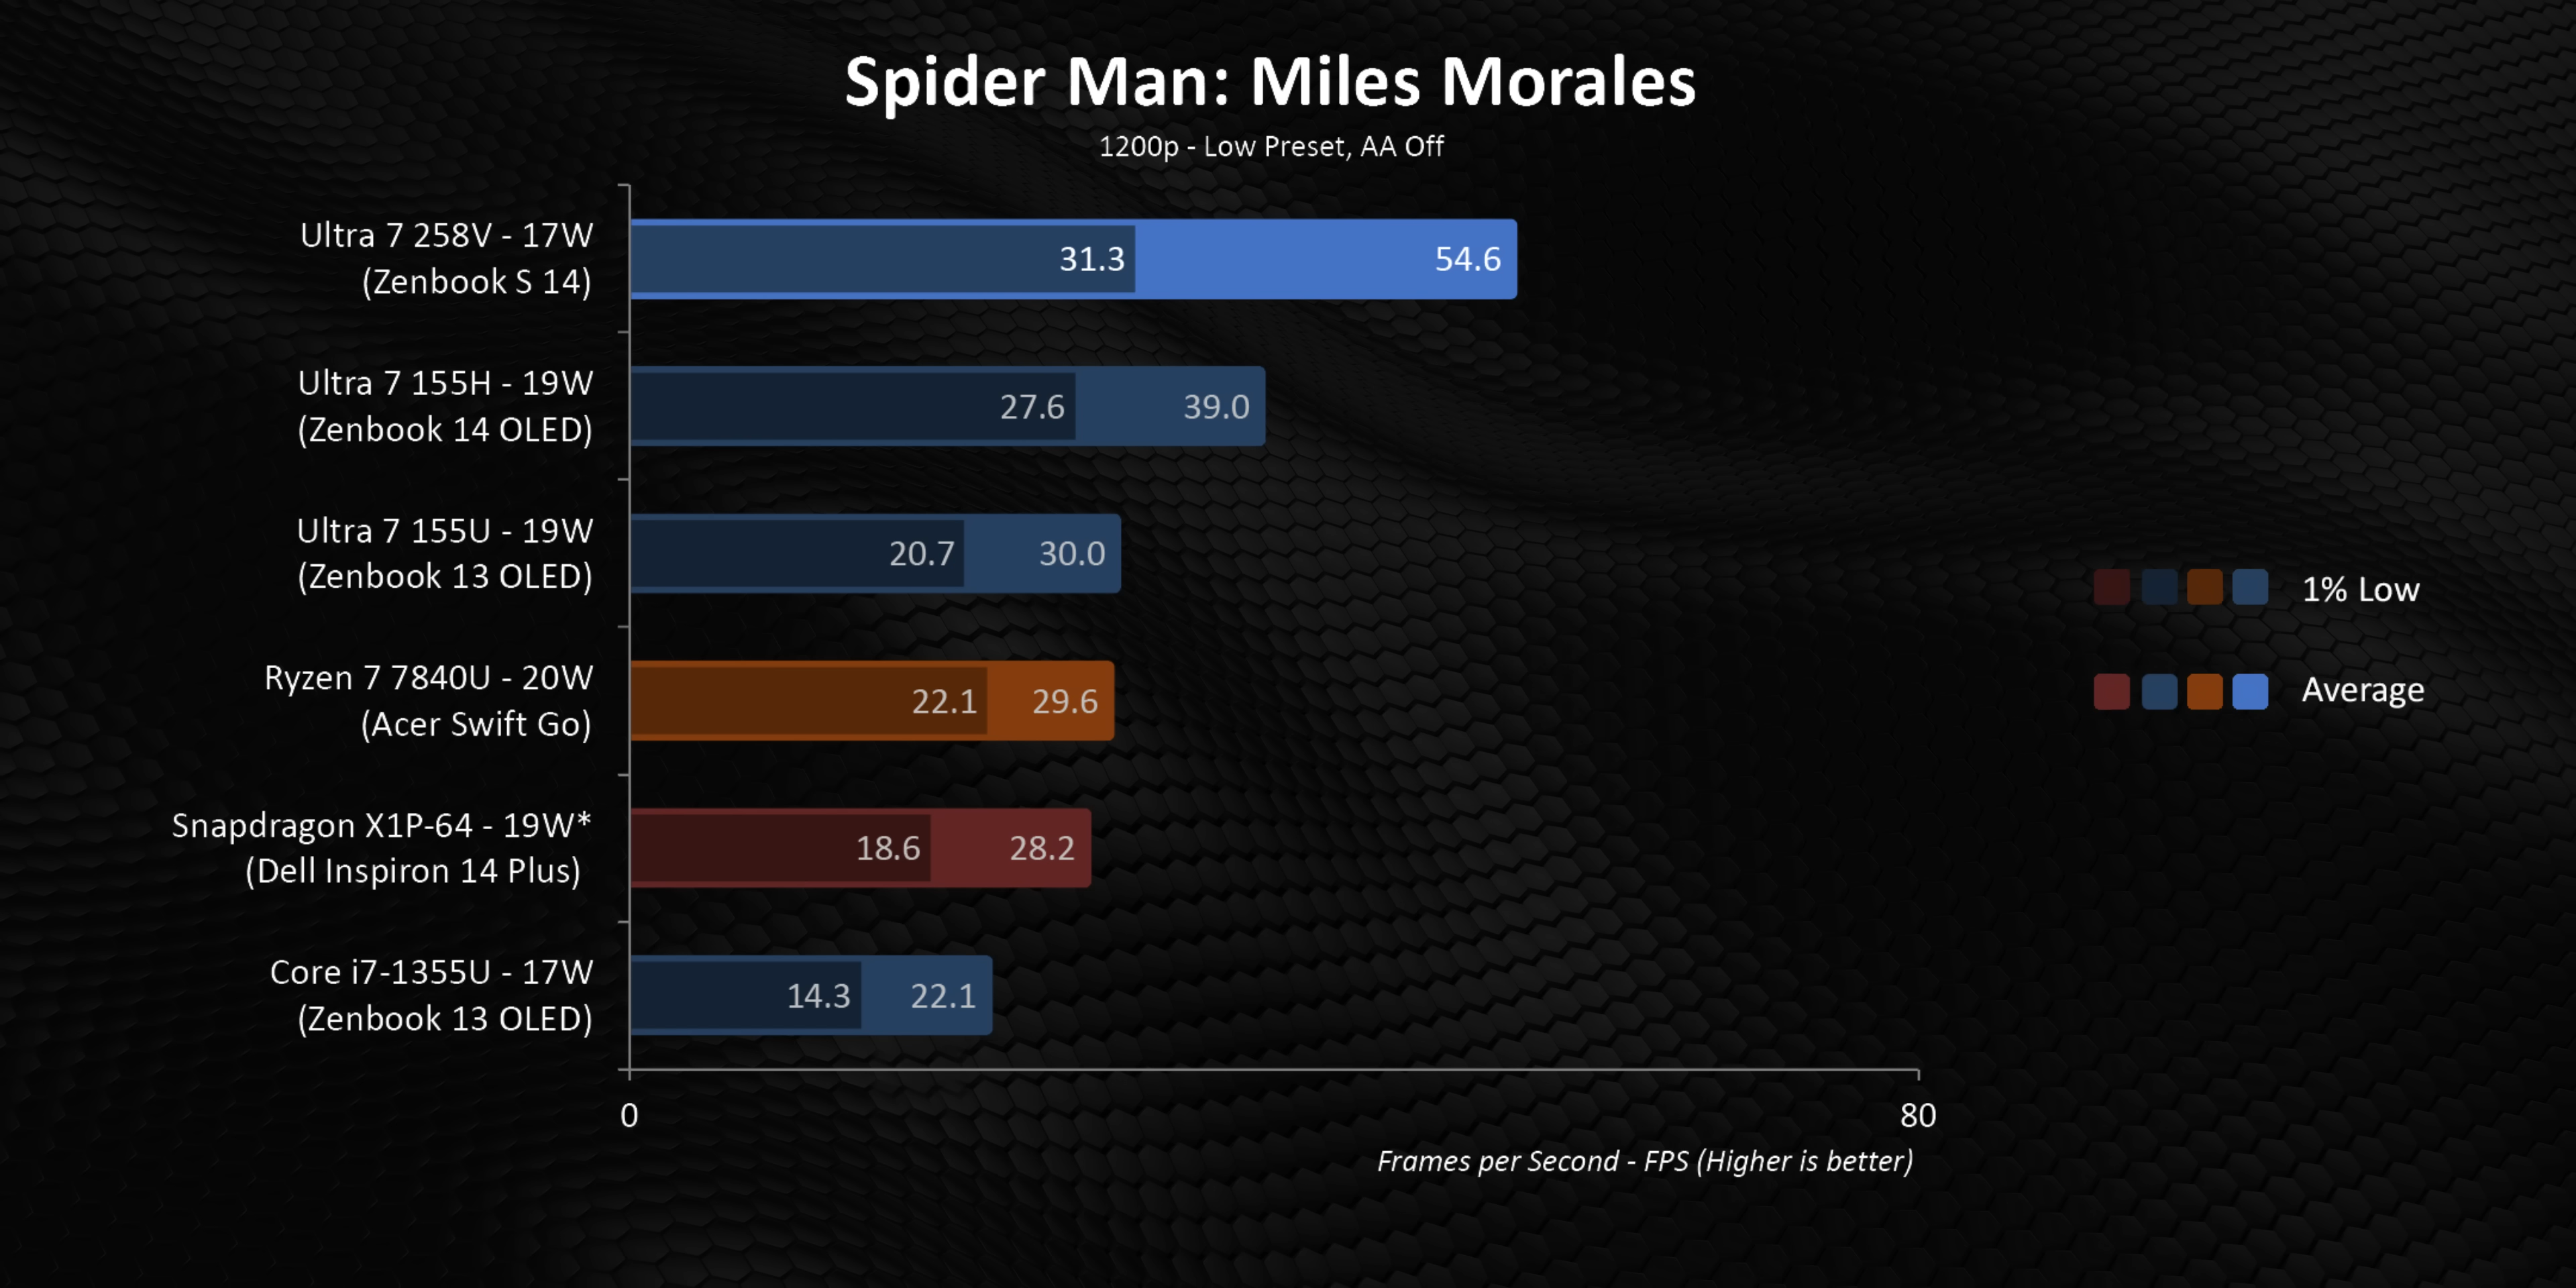 Spider Man: Miles Morales
1200p - Low Preset, AA Off
Ultra 7 258V - 17W
(Zenbook S 14)
31.3
54.6
Ultra 7 155H - 19W
(Zenbook 14 OLED)
27.6
39.0
Ultra 7 155U - 19W
(Zenbook 13 OLED)
20.7
30.0
Ryzen 7 7840U - 20W
(Acer Swift Go)
22.1
29.6
Snapdragon X1P-64 - 19W*
(Dell Inspiron 14 Plus)
18.6
28.2
Core i7-1355U - 17W
(Zenbook 13 OLED)
14.3
22.1
0
80
Frames per Second - FPS (Higher is better)
1% Low
Average